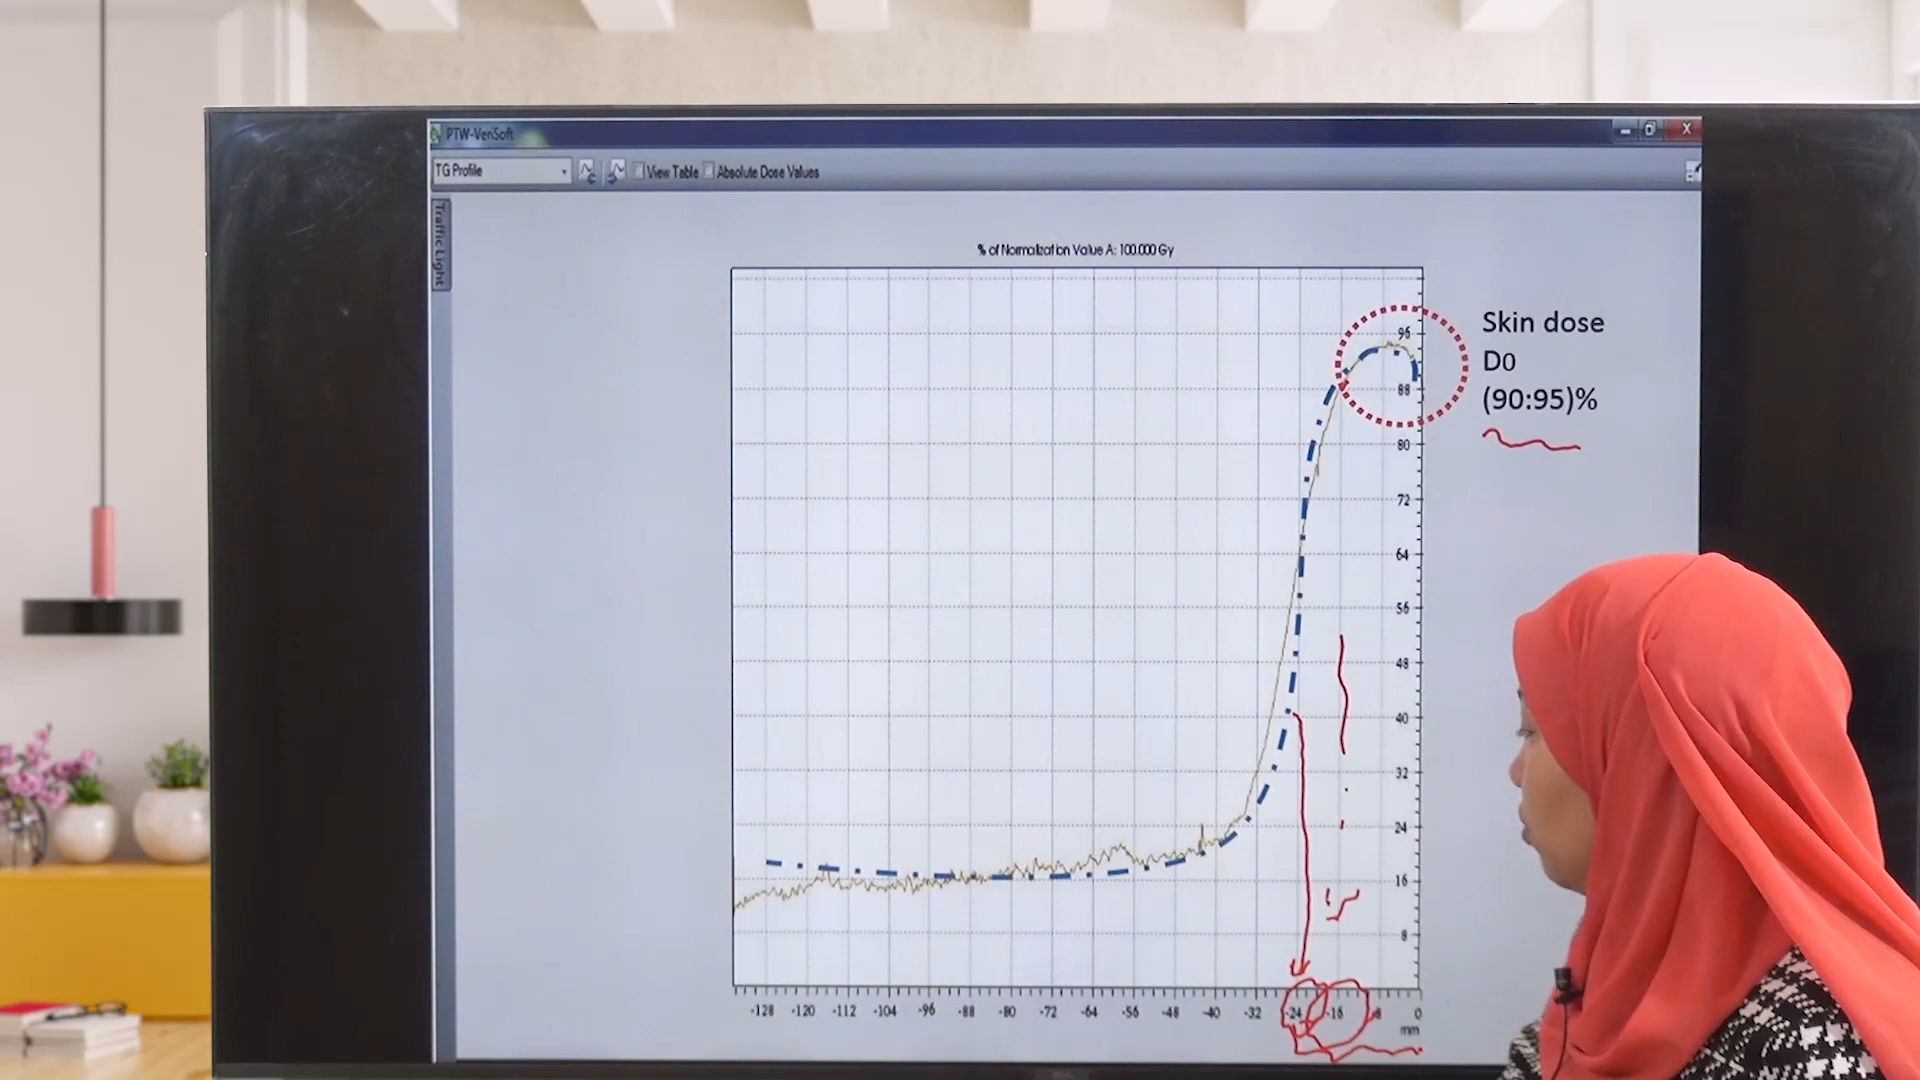 PTW-VeriSoft
TG Profile
View Table
Absolute Dose Values
Traffic Light
% of Normalization Value A: 100.000 Gy
Skin dose
D0
(90:95)%
96
88
80
72
64
56
48
40
32
24
16
8
-128 -120 -112 -104 -96 -88 -80 -72 -64 -56 -48 -40 -32 -24 -16 -8 0
mm